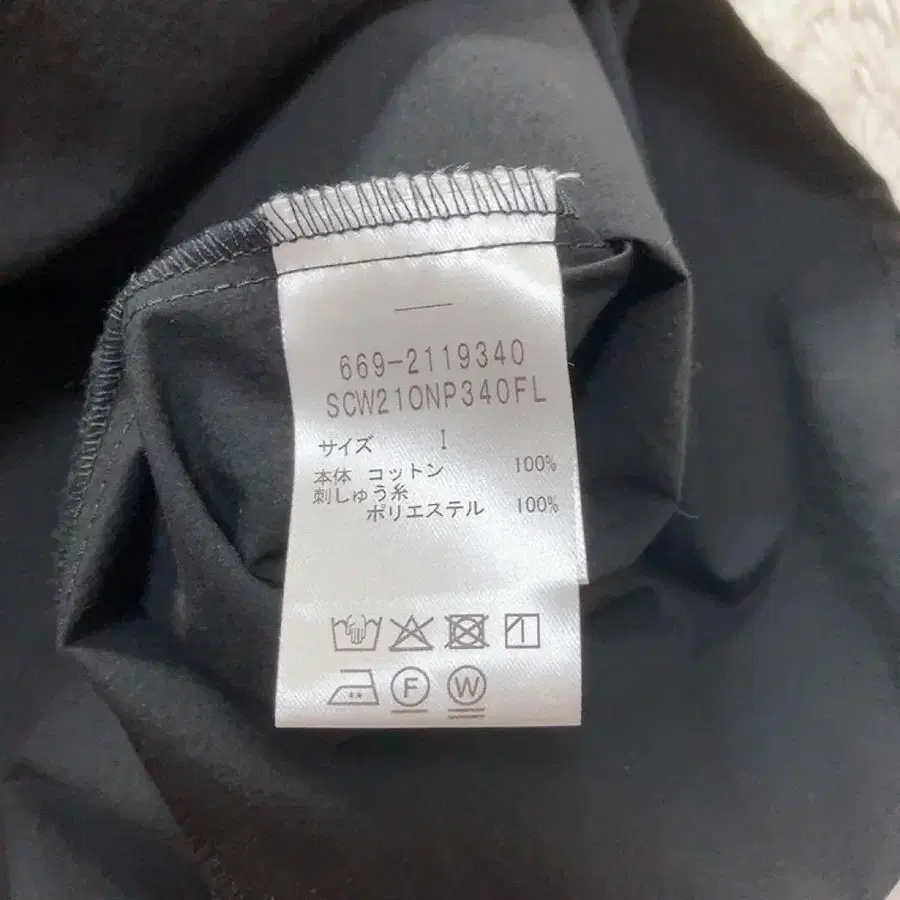 669-2119340
SCW210NP340FL
サイズ 1
本体 コットン 100%
刺しゅう糸
ポリエステル 100%
F W